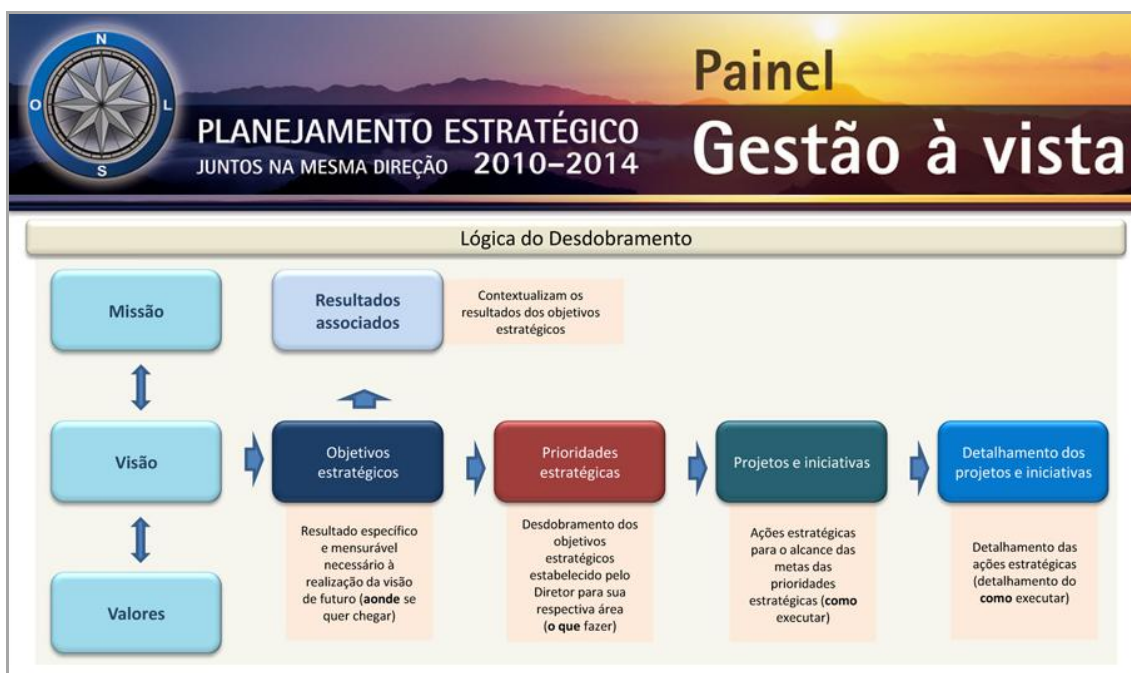 N
O
L
S
PLANEJAMENTO ESTRATÉGICO
JUNTOS NA MESMA DIREÇÃO 2010–2014
Painel
Gestão à vista
Lógica do Desdobramento
Missão
Resultados
associados
Contextualizam os
resultados dos objetivos
estratégicos
Visão
Objetivos
estratégicos
Prioridades
estratégicas
Projetos e iniciativas
Detalhamento dos
projetos e iniciativas
Resultado específico
e mensurável
necessário à
realização da visão
de futuro (aonde se
quer chegar)
Desdobramento dos
objetivos
estratégicos
estabelecido pelo
Diretor para sua
respectiva área
(o que fazer)
Ações estratégicas
para o alcance das
metas das
prioridades
estratégicas (como
executar)
Detalhamento das
ações estratégicas
(detalhamento do
como executar)
Valores